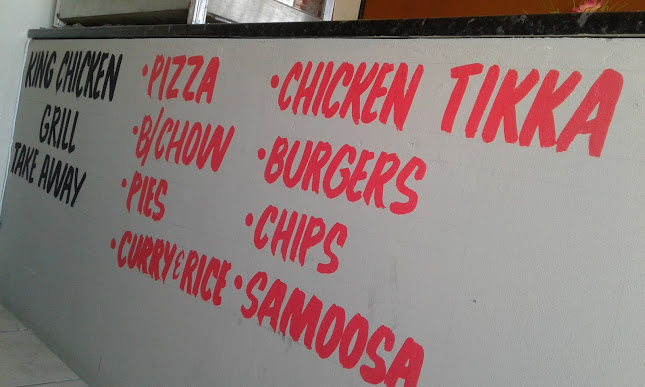 KING CHICKEN
GRILL
TAKE AWAY
•PIZZA
•B/CHOW
•PIES
•CURRY & RICE
•CHICKEN TIKKA
•BURGERS
•CHIPS
•SAMOOSA